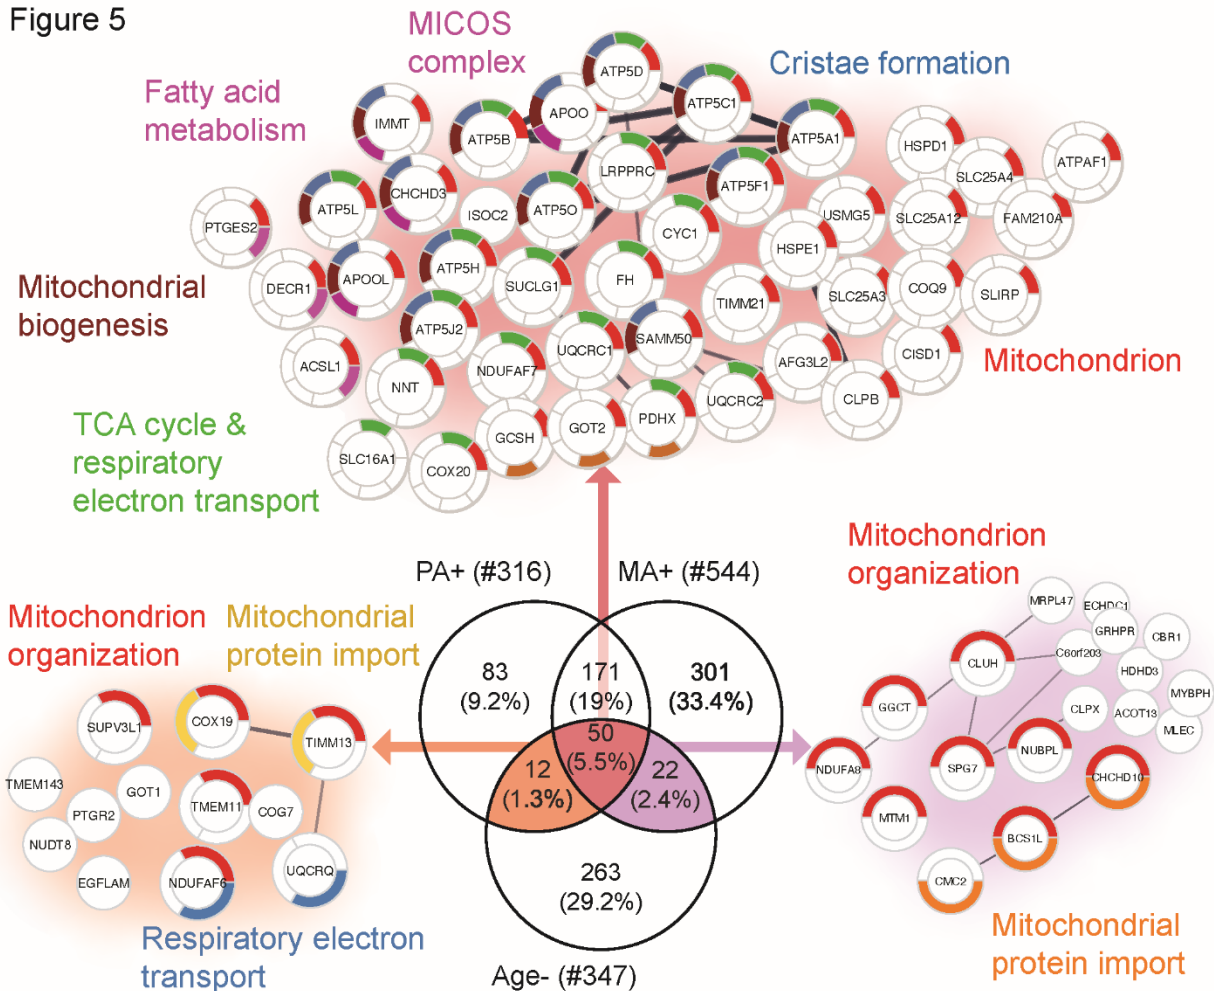 Figure 5
MICOS
complex
Cristae formation
Fatty acid
metabolism
Mitochondrial
biogenesis
Mitochondrion
TCA cycle &
respiratory
electron transport
ATP5D
ATP5C1
APOO
IMMT
ATP5B
ATP5A1
HSPD1
ATPAF1
LRPPRC
SLC25A4
CHCHD3
ATP5F1
ATP5L
ISOC2
ATP5O
USMG5
SLC25A12
FAM210A
PTGES2
CYC1
HSPE1
ATP5H
DECR1
APOOL
SUCLG1
FH
TIMM21
SLC25A3
COQ9
SLIRP
ATP5J2
UQCRC1
SAMM50
CISD1
ACSL1
NNT
NDUFAF7
AFG3L2
UQCRC2
CLPB
GCSH
GOT2
PDHX
SLC16A1
COX20
PA+ (#316)
MA+ (#544)
83
(9.2%)
171
(19%)
301
(33.4%)
50
(5.5%)
12
(1.3%)
22
(2.4%)
263
(29.2%)
Age- (#347)
Mitochondrion
organization
Mitochondrial
protein import
SUPV3L1
COX19
TIMM13
TMEM143
GOT1
TMEM11
COG7
PTGR2
NUDT8
EGFLAM
NDUFAF6
UQCRQ
Respiratory electron
transport
Mitochondrion
organization
MRPL47
ECHDC1
GRHPR
CBR1
CLUH
C6orf203
HDHD3
GGCT
CLPX
ACOT13
MYBPH
MLEC
NDUFA8
SPG7
NUBPL
CHCHD10
MTM1
BCS1L
CMC2
Mitochondrial
protein import